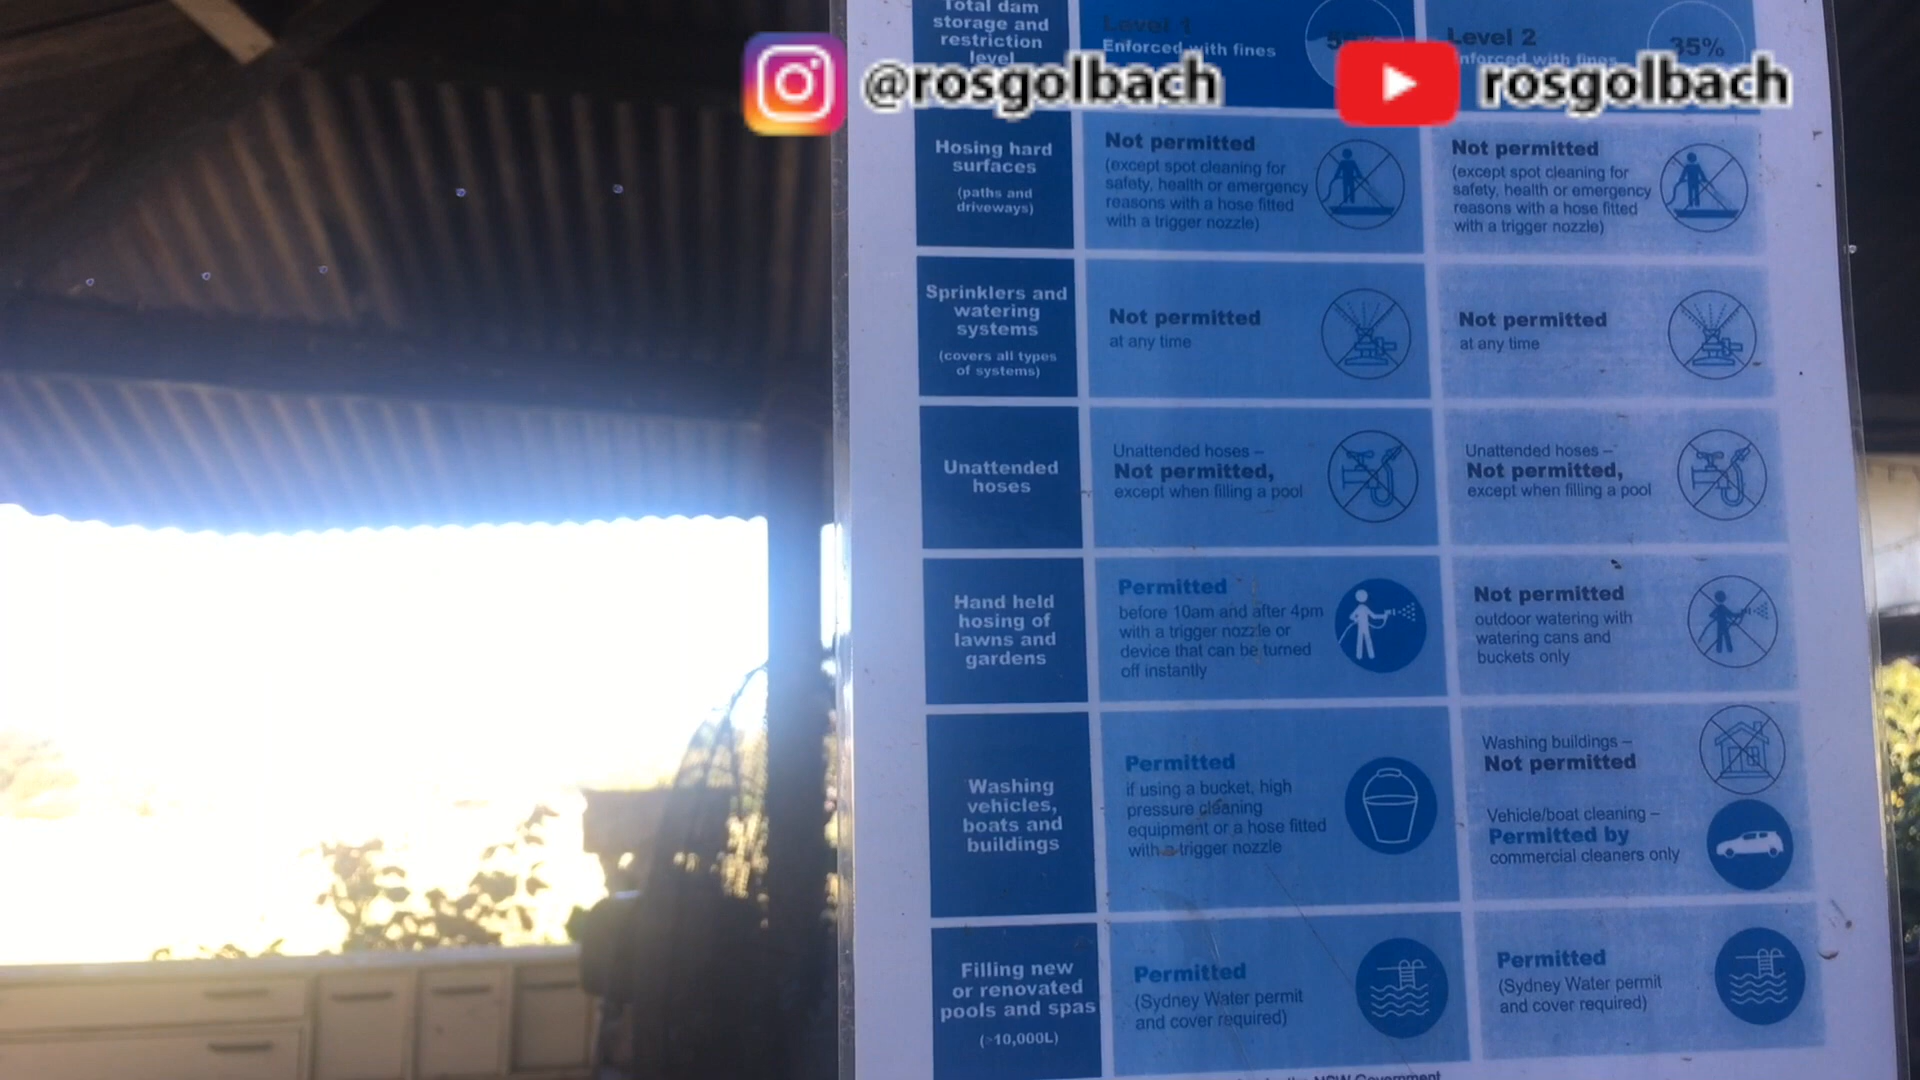 Total dam
storage and
restriction
level
Level 1
Enforced with fines
Level 2
Enforced with fines
35%
@rosgolbach
rosgolbach
Hosing hard
surfaces
(paths and
driveways)
Not permitted
(except spot cleaning for
safety, health or emergency
reasons with a hose fitted
with a trigger nozzle)
Not permitted
(except spot cleaning for
safety, health or emergency
reasons with a hose fitted
with a trigger nozzle)
Sprinklers and
watering
systems
(covers all types
of systems)
Not permitted
at any time
Not permitted
at any time
Unattended
hoses
Unattended hoses –
Not permitted,
except when filling a pool
Unattended hoses –
Not permitted,
except when filling a pool
Hand held
hosing of
lawns and
gardens
Permitted
before 10am and after 4pm
with a trigger nozzle or
device that can be turned
off instantly
Not permitted
outdoor watering with
watering cans and
buckets only
Washing
vehicles,
boats and
buildings
Permitted
if using a bucket, high
pressure cleaning
equipment or a hose fitted
with a trigger nozzle
Washing buildings –
Not permitted
Vehicle/boat cleaning –
Permitted by
commercial cleaners only
Filling new
or renovated
pools and spas
(>10,000L)
Permitted
(Sydney Water permit
and cover required)
Permitted
(Sydney Water permit
and cover required)
the NSW Government